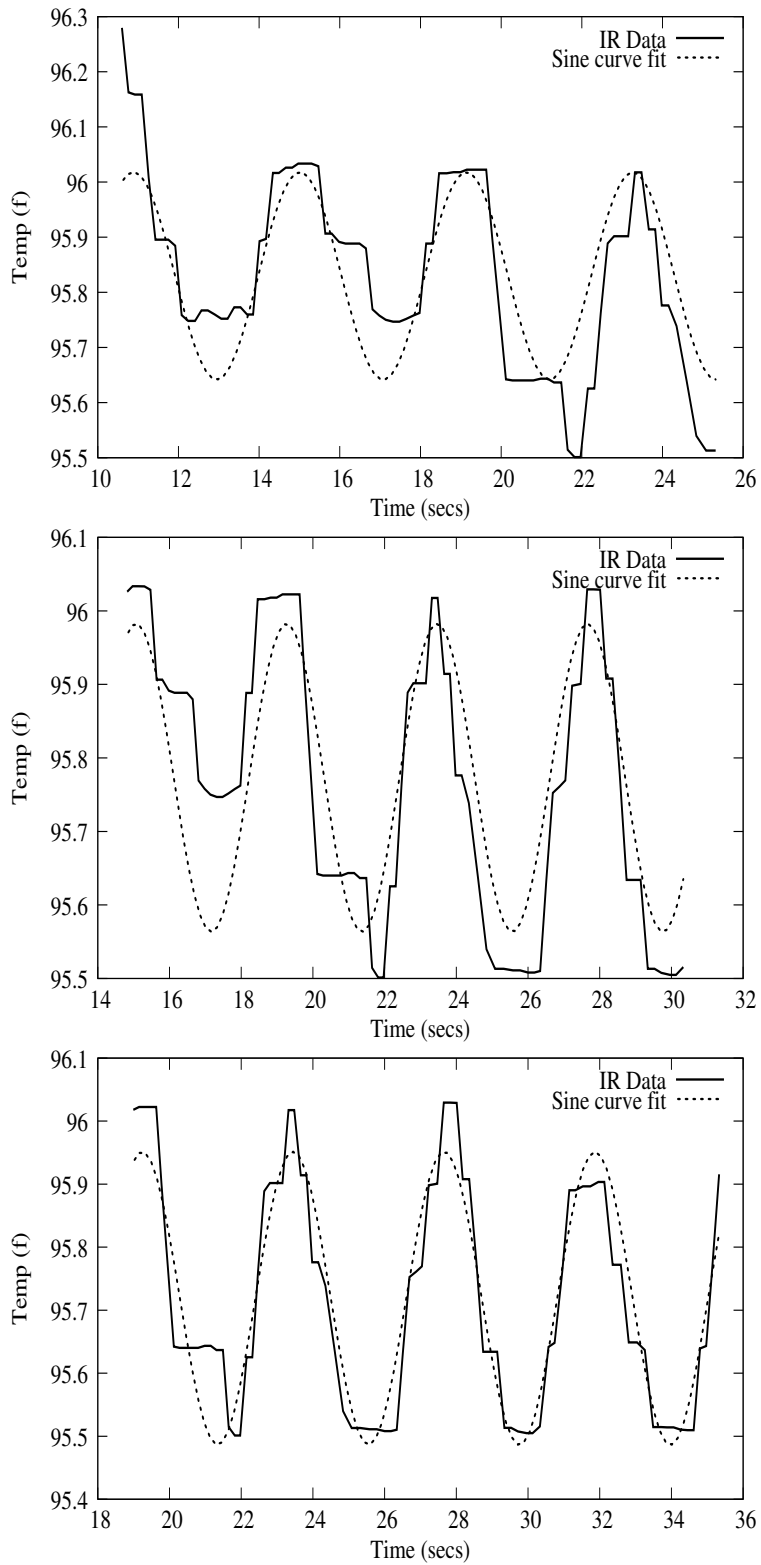 96.3
96.2
96.1
96
95.9
95.8
95.7
95.6
95.5
Temp (f)
IR Data
Sine curve fit
10 12 14 16 18 20 22 24 26
Time (secs)
96.1
96
95.9
95.8
95.7
95.6
95.5
Temp (f)
IR Data
Sine curve fit
14 16 18 20 22 24 26 28 30 32
Time (secs)
96.1
96
95.9
95.8
95.7
95.6
95.5
95.4
Temp (f)
IR Data
Sine curve fit
18 20 22 24 26 28 30 32 34 36
Time (secs)